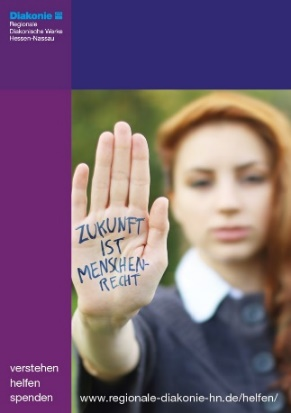 Diakonie
Regionale
Diakonische Werke
Hessen-Nassau
ZUKUNFT
IST
MENSCHEN-
RECHT
verstehen
helfen
spenden
www.regionale-diakonie-hn.de/helfen/